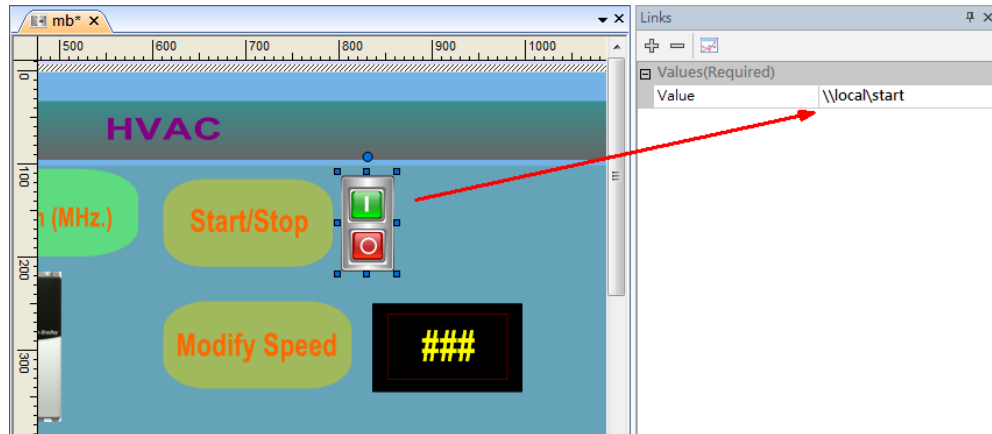 mb*
Links
500 600 700 800 900 1000
Values(Required)
0
Value \\local\start
HVAC
100
(MHz.)
Start/Stop
I
O
200
Modify Speed
###
300